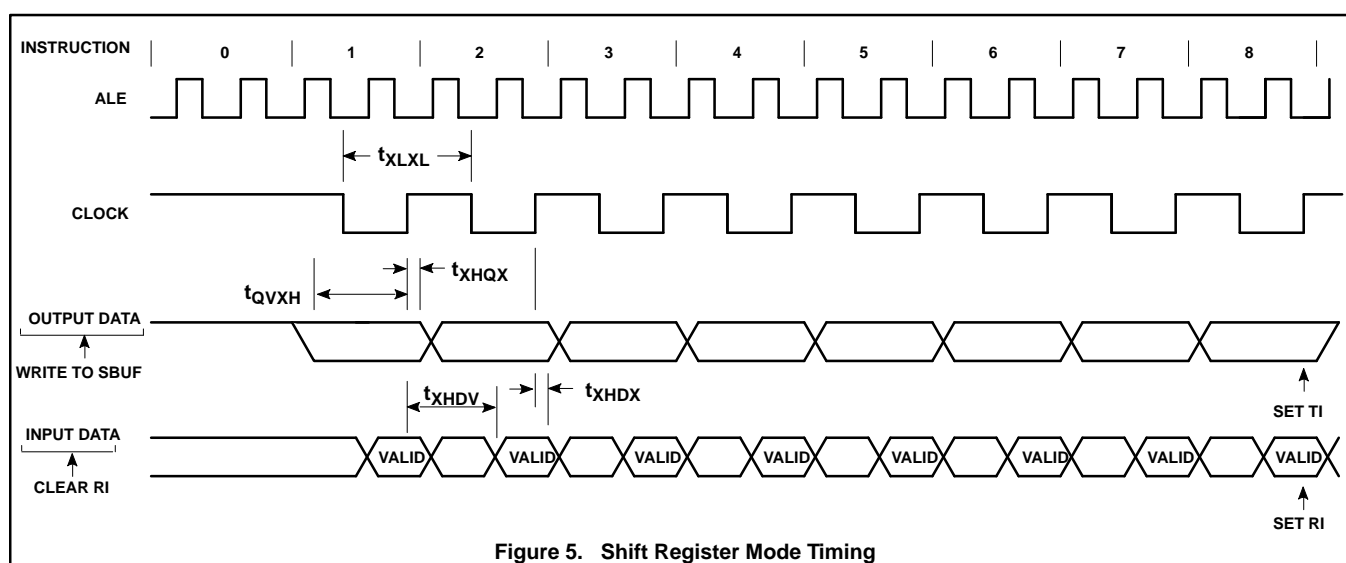 INSTRUCTION 0 1 2 3 4 5 6 7 8
ALE
tXLXL
CLOCK
tXHQX
tQVXH
OUTPUT DATA
WRITE TO SBUF
tXHDV
tXHDX
SET TI
INPUT DATA
VALID VALID VALID VALID VALID VALID VALID VALID
CLEAR RI
SET RI
Figure 5. Shift Register Mode Timing